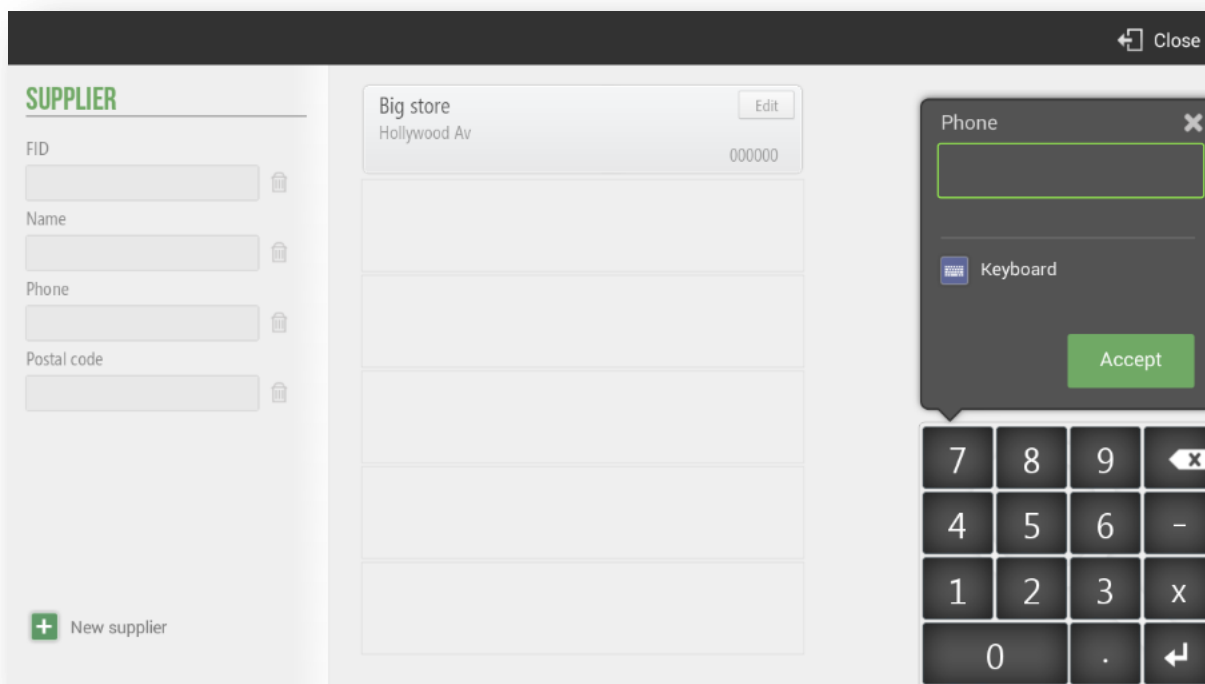 Close
SUPPLIER
FID
Name
Phone
Postal code
New supplier
Big store
Edit
Hollywood Av
000000
Phone
Keyboard
Accept
7 8 9
4 5 6 -
1 2 3 x
0 .